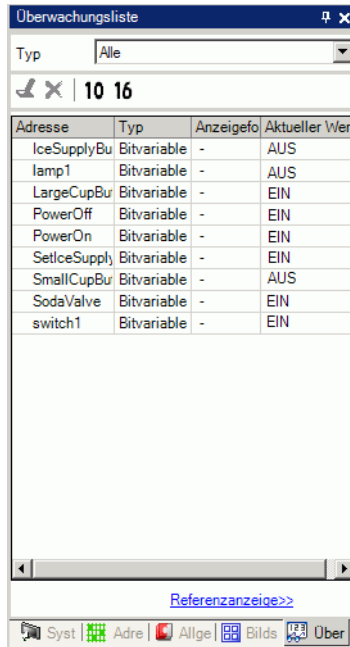 Überwachungsliste
Typ Alle
10 16
Adresse Typ Anzeigefo Aktueller Wer
IceSupplyBu Bitvariable - AUS
lamp1 Bitvariable - AUS
LargeCupBu Bitvariable - EIN
PowerOff Bitvariable - EIN
PowerOn Bitvariable - EIN
SetIceSupply Bitvariable - EIN
SmallCupBu Bitvariable - AUS
SodaValve Bitvariable - EIN
switch1 Bitvariable - EIN
Referenzanzeige>>
Syst Adre Allge Bilds Über